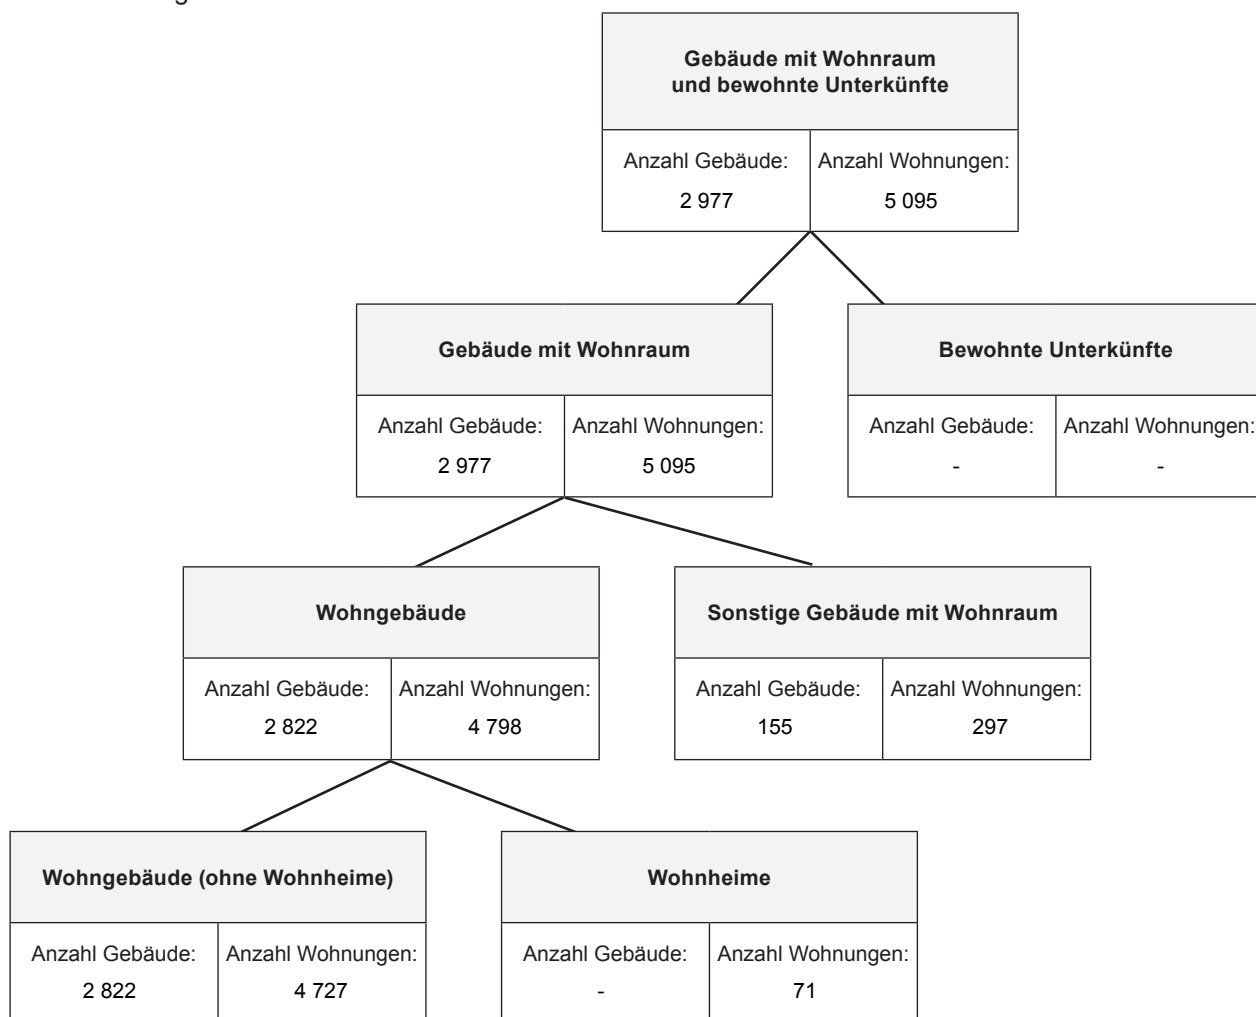 Gebäude mit Wohnraum
und bewohnte Unterkünfte
Anzahl Gebäude: Anzahl Wohnungen:
2 977 5 095
Gebäude mit Wohnraum Bewohnte Unterkünfte
Anzahl Gebäude: Anzahl Wohnungen: Anzahl Gebäude: Anzahl Wohnungen:
2 977 5 095 - -
Wohngebäude Sonstige Gebäude mit Wohnraum
Anzahl Gebäude: Anzahl Wohnungen: Anzahl Gebäude: Anzahl Wohnungen:
2 822 4 798 155 297
Wohngebäude (ohne Wohnheime) Wohnheime
Anzahl Gebäude: Anzahl Wohnungen: Anzahl Gebäude: Anzahl Wohnungen:
2 822 4 727 - 71